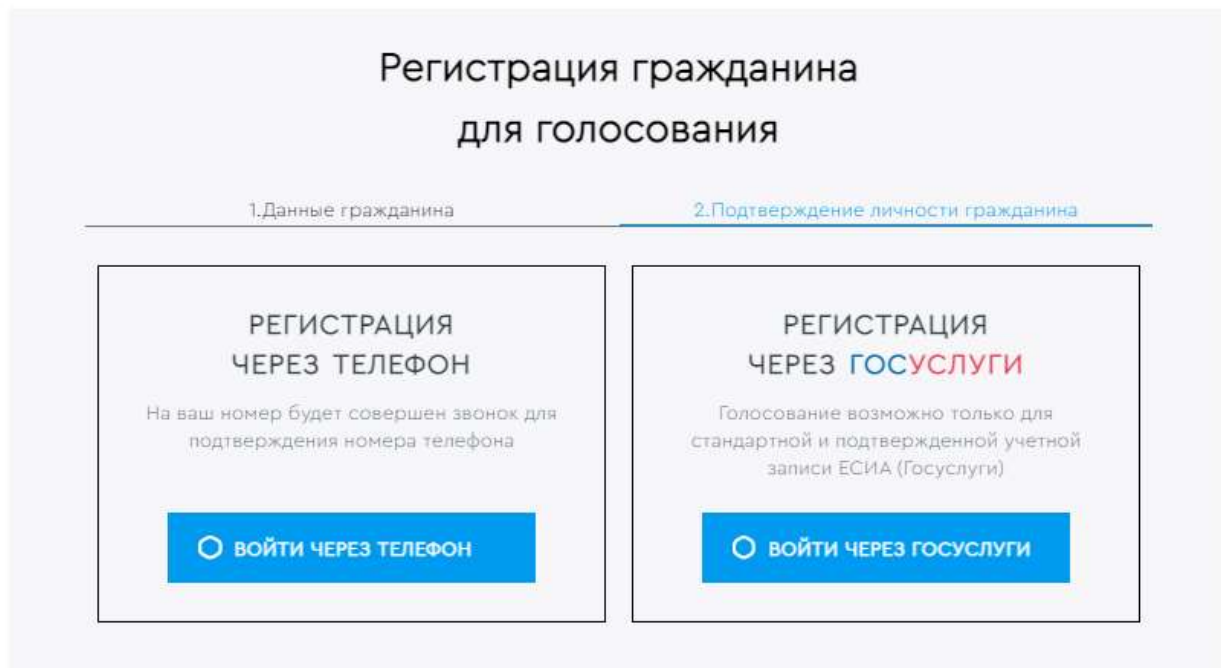 Регистрация гражданина
для голосования
1.Данные гражданина
2.Подтверждение личности гражданина
РЕГИСТРАЦИЯ
ЧЕРЕЗ ТЕЛЕФОН
На ваш номер будет совершен звонок для
подтверждения номера телефона
ВОЙТИ ЧЕРЕЗ ТЕЛЕФОН
РЕГИСТРАЦИЯ
ЧЕРЕЗ ГОСУСЛУГИ
Голосование возможно только для
стандартной и подтвержденной учетной
записи ЕСИА (Госуслуги)
ВОЙТИ ЧЕРЕЗ ГОСУСЛУГИ